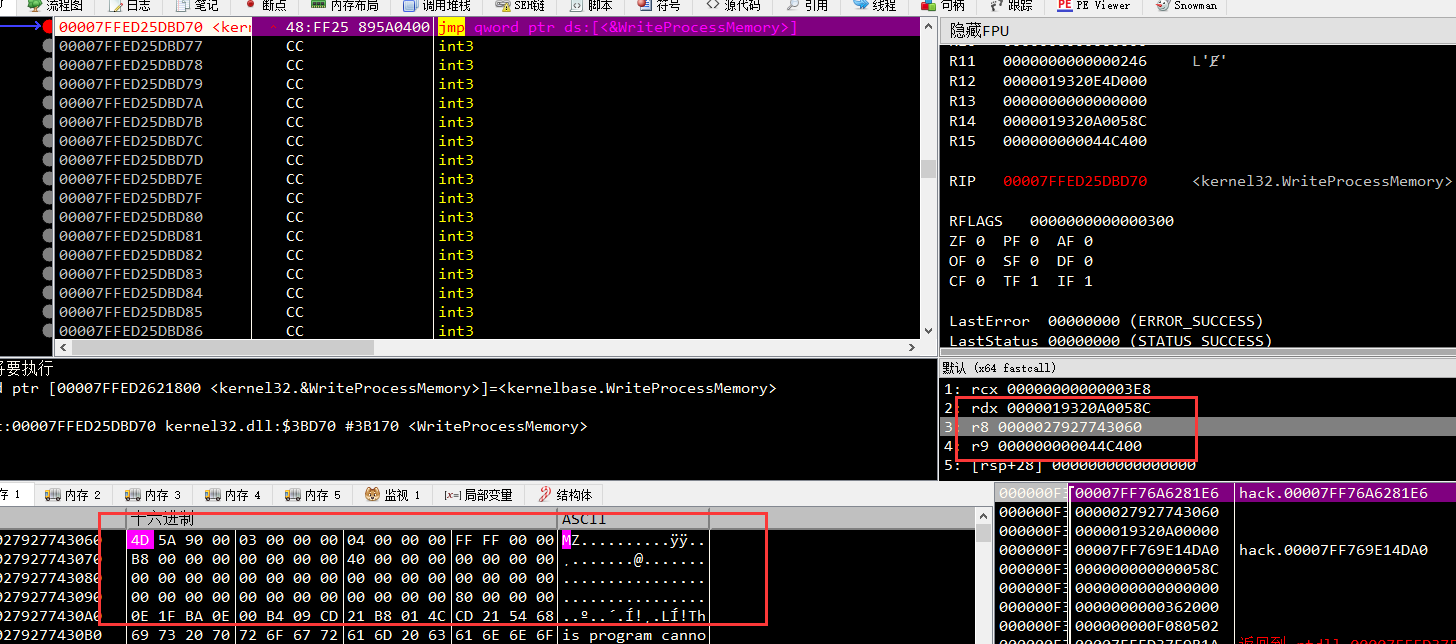 流程图 日志 笔记 断点 内存布局 调用堆栈 SEH链 脚本 符号 源代码 引用 线程 句柄 跟踪 PE Viewer Snowman
00007FFED25DBD70 <kern 48:FF25 895A0400 jmp qword ptr ds:[<&WriteProcessMemory>]
00007FFED25DBD77 CC int3
00007FFED25DBD78 CC int3
00007FFED25DBD79 CC int3
00007FFED25DBD7A CC int3
00007FFED25DBD7B CC int3
00007FFED25DBD7C CC int3
00007FFED25DBD7D CC int3
00007FFED25DBD7E CC int3
00007FFED25DBD7F CC int3
00007FFED25DBD80 CC int3
00007FFED25DBD81 CC int3
00007FFED25DBD82 CC int3
00007FFED25DBD83 CC int3
00007FFED25DBD84 CC int3
00007FFED25DBD85 CC int3
00007FFED25DBD86 CC int3
隐藏FPU
R11 0000000000000246
R12 0000019320E4D000
R13 0000000000000000
R14 0000019320A0058C
R15 000000000044C400
RIP 00007FFED25DBD70 <kernel32.WriteProcessMemory>
RFLAGS 0000000000000300
ZF 0 PF 0 AF 0
OF 0 SF 0 DF 0
CF 0 TF 1 IF 1
LastError 00000000 (ERROR_SUCCESS)
LastStatus 00000000 (STATUS_SUCCESS)
将要执行
ptr [00007FFED2621800 <kernel32.&WriteProcessMemory>]=<kernelbase.WriteProcessMemory>
:00007FFED25DBD70 kernel32.dll:$3BD70 #3B170 <WriteProcessMemory>
默认 (x64 fastcall)
1: rcx 00000000000003E8
2: rdx 0000019320A0058C
3: r8 0000027927743060
4: r9 000000000044C400
5: [rsp+28] 0000000000000000
存 1 内存 2 内存 3 内存 4 内存 5 监视 1 [x=] 局部变量 结构体
十六进制 ASCII
027927743060 4D 5A 90 00 03 00 00 00 04 00 00 00 FF FF 00 00 MZ..........ÿÿ..
027927743070 B8 00 00 00 00 00 00 00 40 00 00 00 00 00 00 00 ¸.......@.......
027927743080 00 00 00 00 00 00 00 00 00 00 00 00 00 00 00 00 ................
027927743090 00 00 00 00 00 00 00 00 00 00 00 00 80 00 00 00 ................
0279277430A0 0E 1F BA 0E 00 B4 09 CD 21 B8 01 4C CD 21 54 68 ..º..´.Í!¸.LÍ!Th
0279277430B0 69 73 20 70 72 6F 67 72 61 6D 20 63 61 6E 6E 6F is program canno
000000F3 00007FF76A6281E6 hack.00007FF76A6281E6
000000F3 0000027927743060
000000F3 0000019320A00000
000000F3 00007FF769E14DA0 hack.00007FF769E14DA0
000000F3 000000000000058C
000000F3 0000000000000000
000000F3 0000000000362000
000000F3 000000000F080502